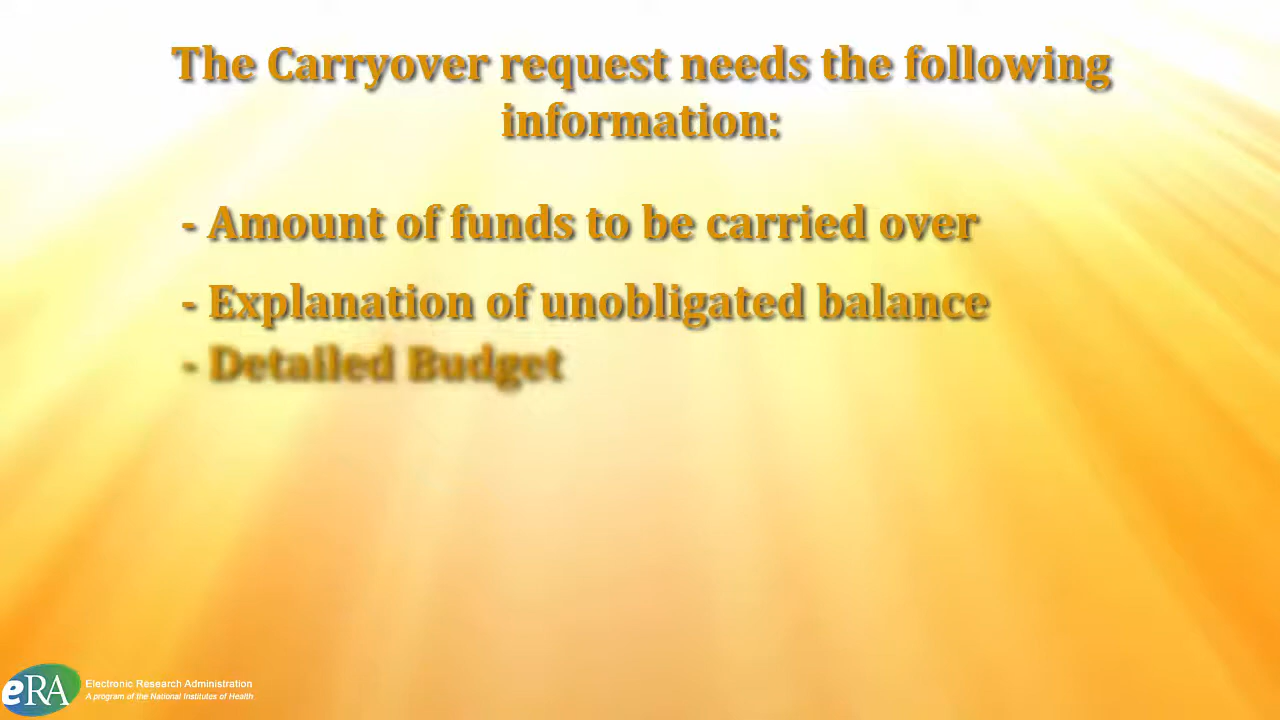 The Carryover request needs the following
information:
- Amount of funds to be carried over
- Explanation of unobligated balance
- Detailed Budget
eRA
Electronic Research Administration
A program of the National Institutes of Health